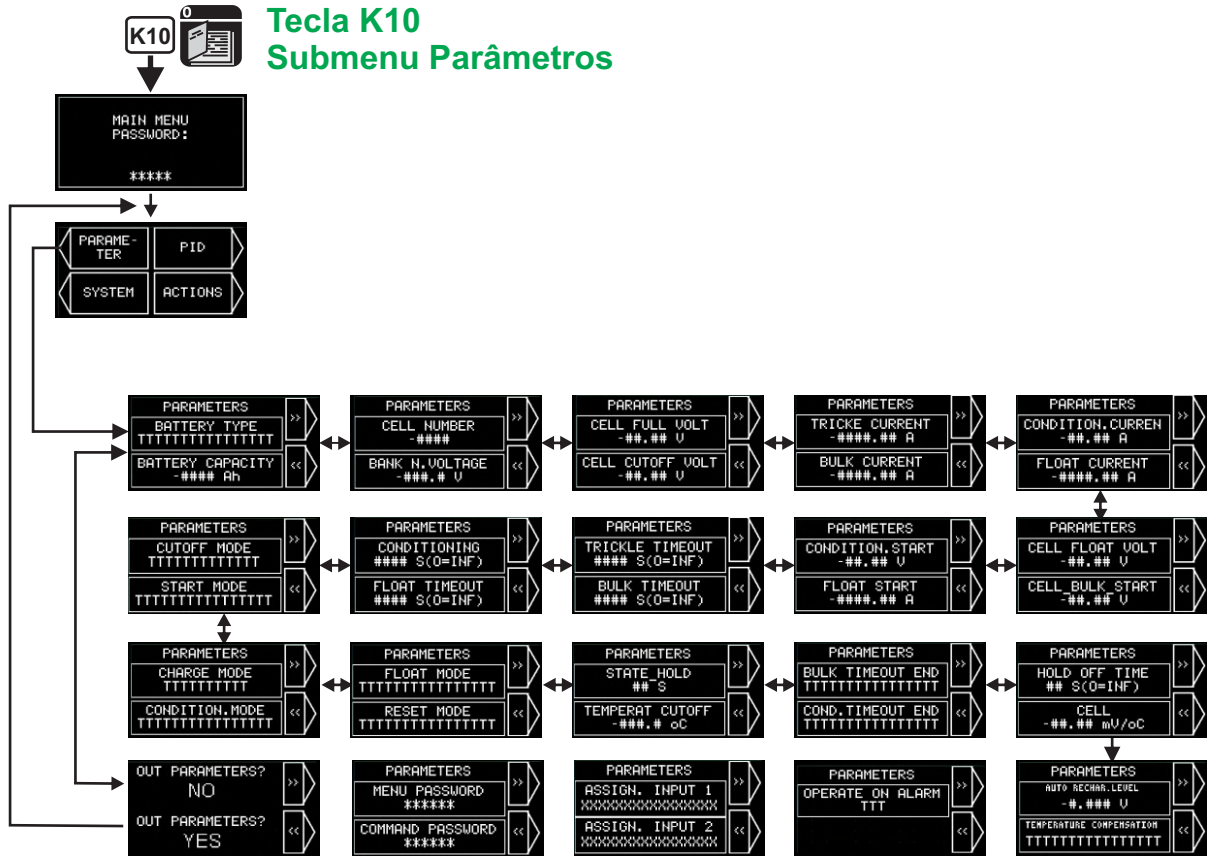 K10
0
Tecla K10
Submenu Parâmetros
MAIN MENU
PASSWORD:
*****
PARAME-
TER
PID
SYSTEM
ACTIONS
PARAMETERS
BATTERY TYPE
TTTTTTTTTTTTTTTT
BATTERY CAPACITY
-#### Ah
>>
<<
PARAMETERS
CELL NUMBER
-####
BANK N.VOLTAGE
-###.# V
>>
<<
PARAMETERS
CELL FULL VOLT
-##.## V
CELL CUTOFF VOLT
-##.## V
>>
<<
PARAMETERS
TRICKE CURRENT
-####.## A
BULK CURRENT
-####.## A
>>
<<
PARAMETERS
CONDITION.CURREN
-##.## A
FLOAT CURRENT
-####.## A
>>
<<
PARAMETERS
CUTOFF MODE
TTTTTTTTTTTTT
START MODE
TTTTTTTTTTTTTTTT
>>
<<
PARAMETERS
CONDITIONING
#### S(0=INF)
FLOAT TIMEOUT
#### S(0=INF)
>>
<<
PARAMETERS
TRICKLE TIMEOUT
#### S(0=INF)
BULK TIMEOUT
#### S(0=INF)
>>
<<
PARAMETERS
CONDITION.START
-##.## V
FLOAT START
-####.## A
>>
<<
PARAMETERS
CELL FLOAT VOLT
-##.## V
CELL_BULK_START
-##.## V
>>
<<
PARAMETERS
CHARGE MODE
TTTTTTTTTT
CONDITION.MODE
TTTTTTTTTTTTTTTT
>>
<<
PARAMETERS
FLOAT MODE
TTTTTTTTTTTTTTTT
RESET MODE
TTTTTTTTTTTTTTTT
>>
<<
PARAMETERS
STATE_HOLD
## S
TEMPERAT CUTOFF
-###.# oC
>>
<<
PARAMETERS
BULK TIMEOUT END
TTTTTTTTTTTTTTTT
COND.TIMEOUT END
TTTTTTTTTTTTTTTT
>>
<<
PARAMETERS
HOLD OFF TIME
## S(0=INF)
CELL
-##.## mV/oC
>>
<<
OUT PARAMETERS?
NO
OUT PARAMETERS?
YES
>>
<<
PARAMETERS
MENU PASSWORD
******
COMMAND PASSWORD
******
>>
<<
PARAMETERS
ASSIGN. INPUT 1
XXXXXXXXXXXXXXXX
ASSIGN. INPUT 2
XXXXXXXXXXXXXXXX
>>
<<
PARAMETERS
OPERATE ON ALARM
TTT
>>
<<
PARAMETERS
AUTO RECHAR.LEVEL
-#.### V
TEMPERATURE COMPENSATION
TTTTTTTTTTTTTTTT
>>
<<